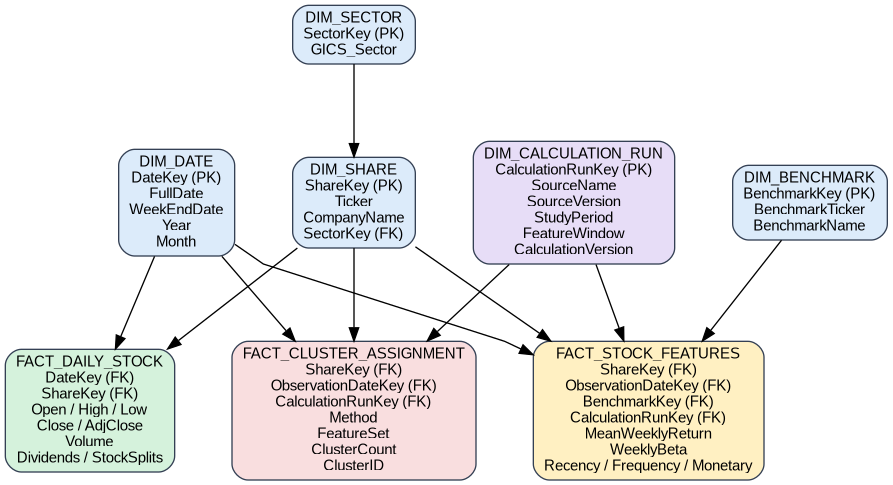 DIM_SECTOR
SectorKey (PK)
GICS_Sector
DIM_DATE
DateKey (PK)
FullDate
WeekEndDate
Year
Month
DIM_SHARE
ShareKey (PK)
Ticker
CompanyName
SectorKey (FK)
DIM_CALCULATION_RUN
CalculationRunKey (PK)
SourceName
SourceVersion
StudyPeriod
FeatureWindow
CalculationVersion
DIM_BENCHMARK
BenchmarkKey (PK)
BenchmarkTicker
BenchmarkName
FACT_DAILY_STOCK
DateKey (FK)
ShareKey (FK)
Open / High / Low
Close / AdjClose
Volume
Dividends / StockSplits
FACT_CLUSTER_ASSIGNMENT
ShareKey (FK)
ObservationDateKey (FK)
CalculationRunKey (FK)
Method
FeatureSet
ClusterCount
ClusterID
FACT_STOCK_FEATURES
ShareKey (FK)
ObservationDateKey (FK)
BenchmarkKey (FK)
CalculationRunKey (FK)
MeanWeeklyReturn
WeeklyBeta
Recency / Frequency / Monetary